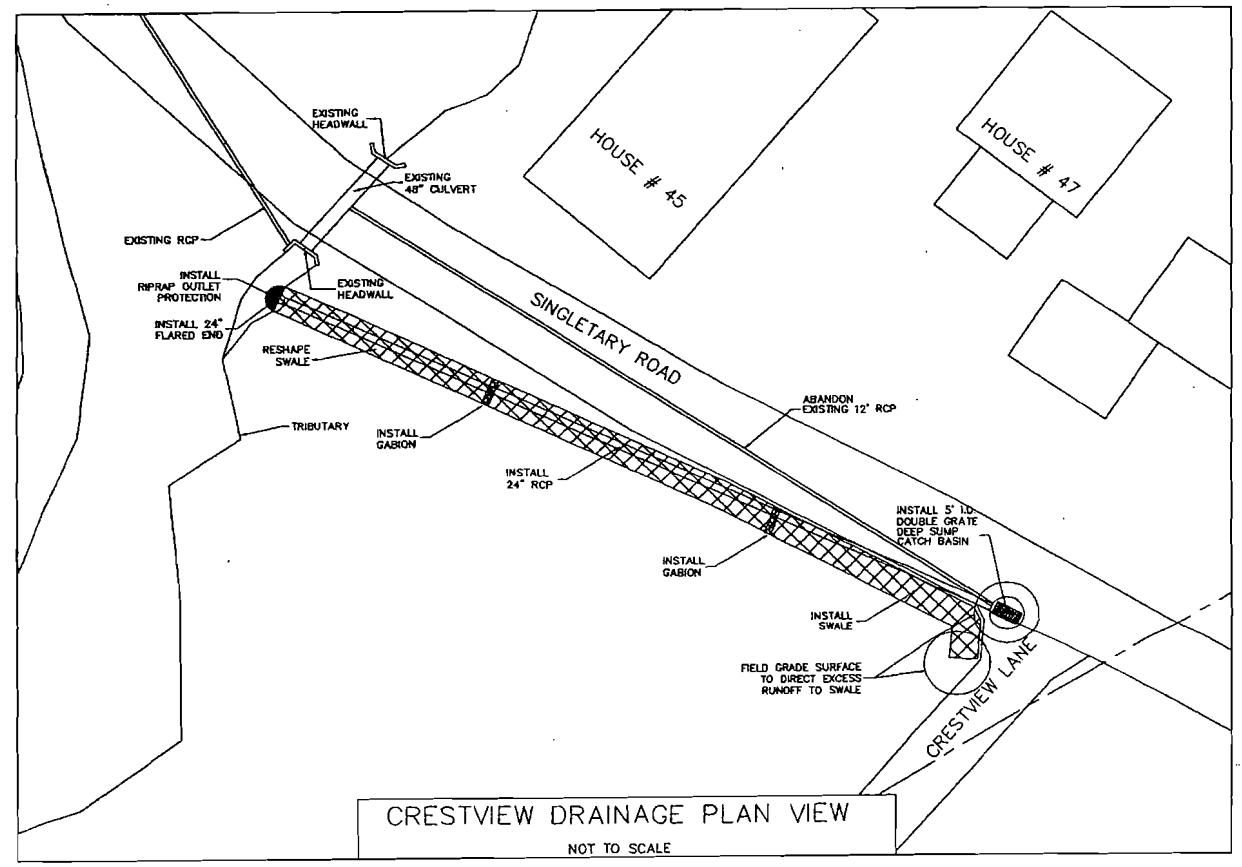 EXISTING
HEADWALL
HOUSE # 45
HOUSE # 47
EXISTING
48" CULVERT
EXISTING RCP
INSTALL
RIPRAP OUTLET
PROTECTION
EXISTING
HEADWALL
INSTALL 24"
FLARED END
RESHAPE
SWALE
SINGLETARY ROAD
ABANDON
EXISTING 12" RCP
TRIBUTARY
INSTALL
GABION
INSTALL
24" RCP
INSTALL 5' I.D.
DOUBLE GRATE
DEEP SUMP
CATCH BASIN
INSTALL
GABION
INSTALL
SWALE
FIELD GRADE SURFACE
TO DIRECT EXCESS
RUNOFF TO SWALE
CRESTVIEW LANE
CRESTVIEW DRAINAGE PLAN VIEW
NOT TO SCALE